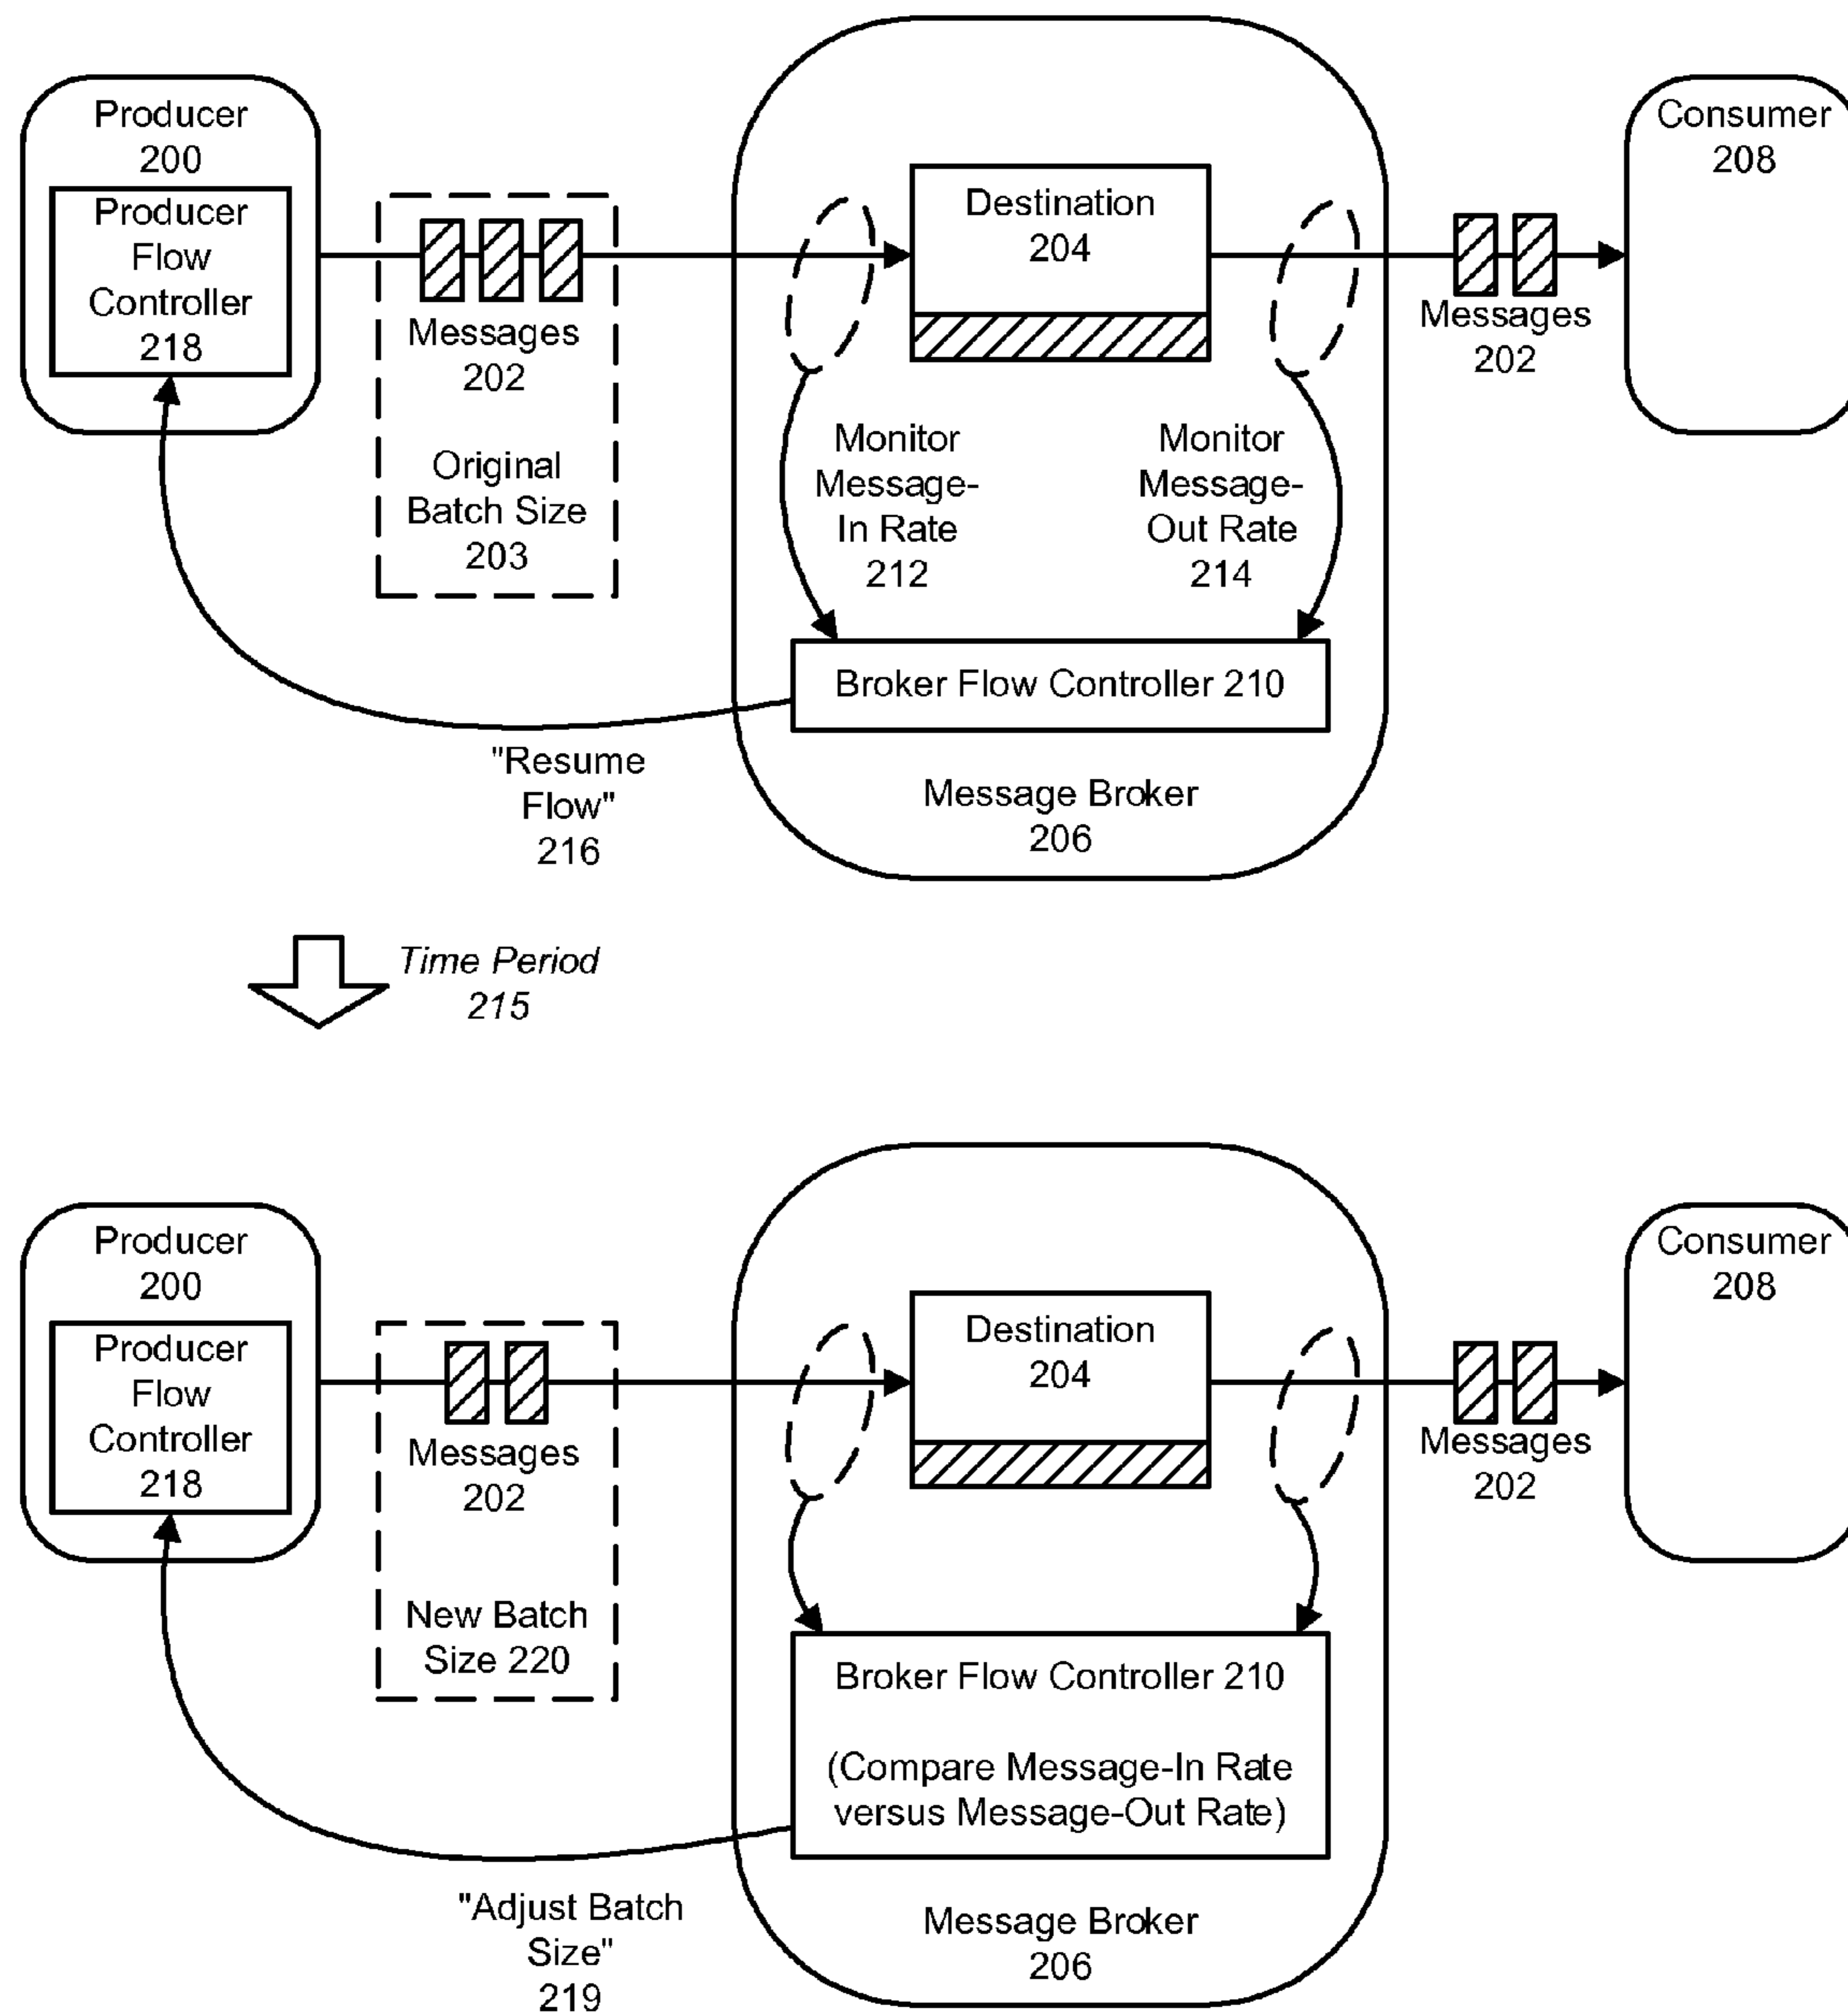 Producer
200
Producer
Flow
Controller
218
Messages
202
Original
Batch Size
203
Destination
204
Monitor
Message-
In Rate
212
Monitor
Message-
Out Rate
214
Broker Flow Controller 210
Message Broker
206
Messages
202
Consumer
208
"Resume
Flow"
216
Time Period
215
Producer
200
Producer
Flow
Controller
218
Messages
202
New Batch
Size 220
Destination
204
Broker Flow Controller 210
(Compare Message-In Rate
versus Message-Out Rate)
Message Broker
206
Messages
202
Consumer
208
"Adjust Batch
Size"
219